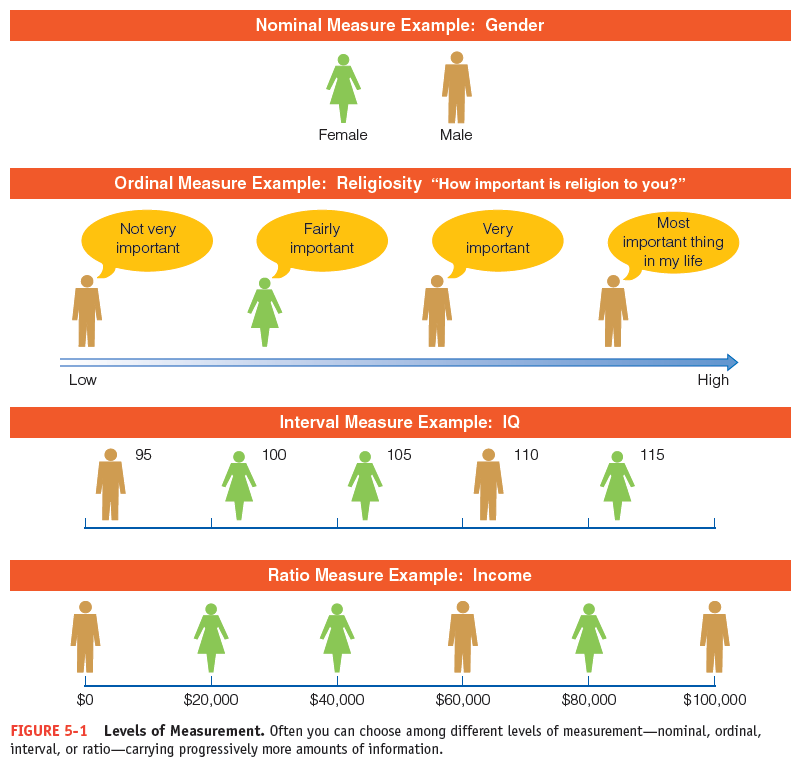 Nominal Measure Example: Gender
Female Male
Ordinal Measure Example: Religiosity “How important is religion to you?”
Not very
important
Fairly
important
Very
important
Most
important thing
in my life
Low High
Interval Measure Example: IQ
95 100 105 110 115
Ratio Measure Example: Income
$0 $20,000 $40,000 $60,000 $80,000 $100,000
FIGURE 5-1 Levels of Measurement. Often you can choose among different levels of measurement—nominal, ordinal,
interval, or ratio—carrying progressively more amounts of information.